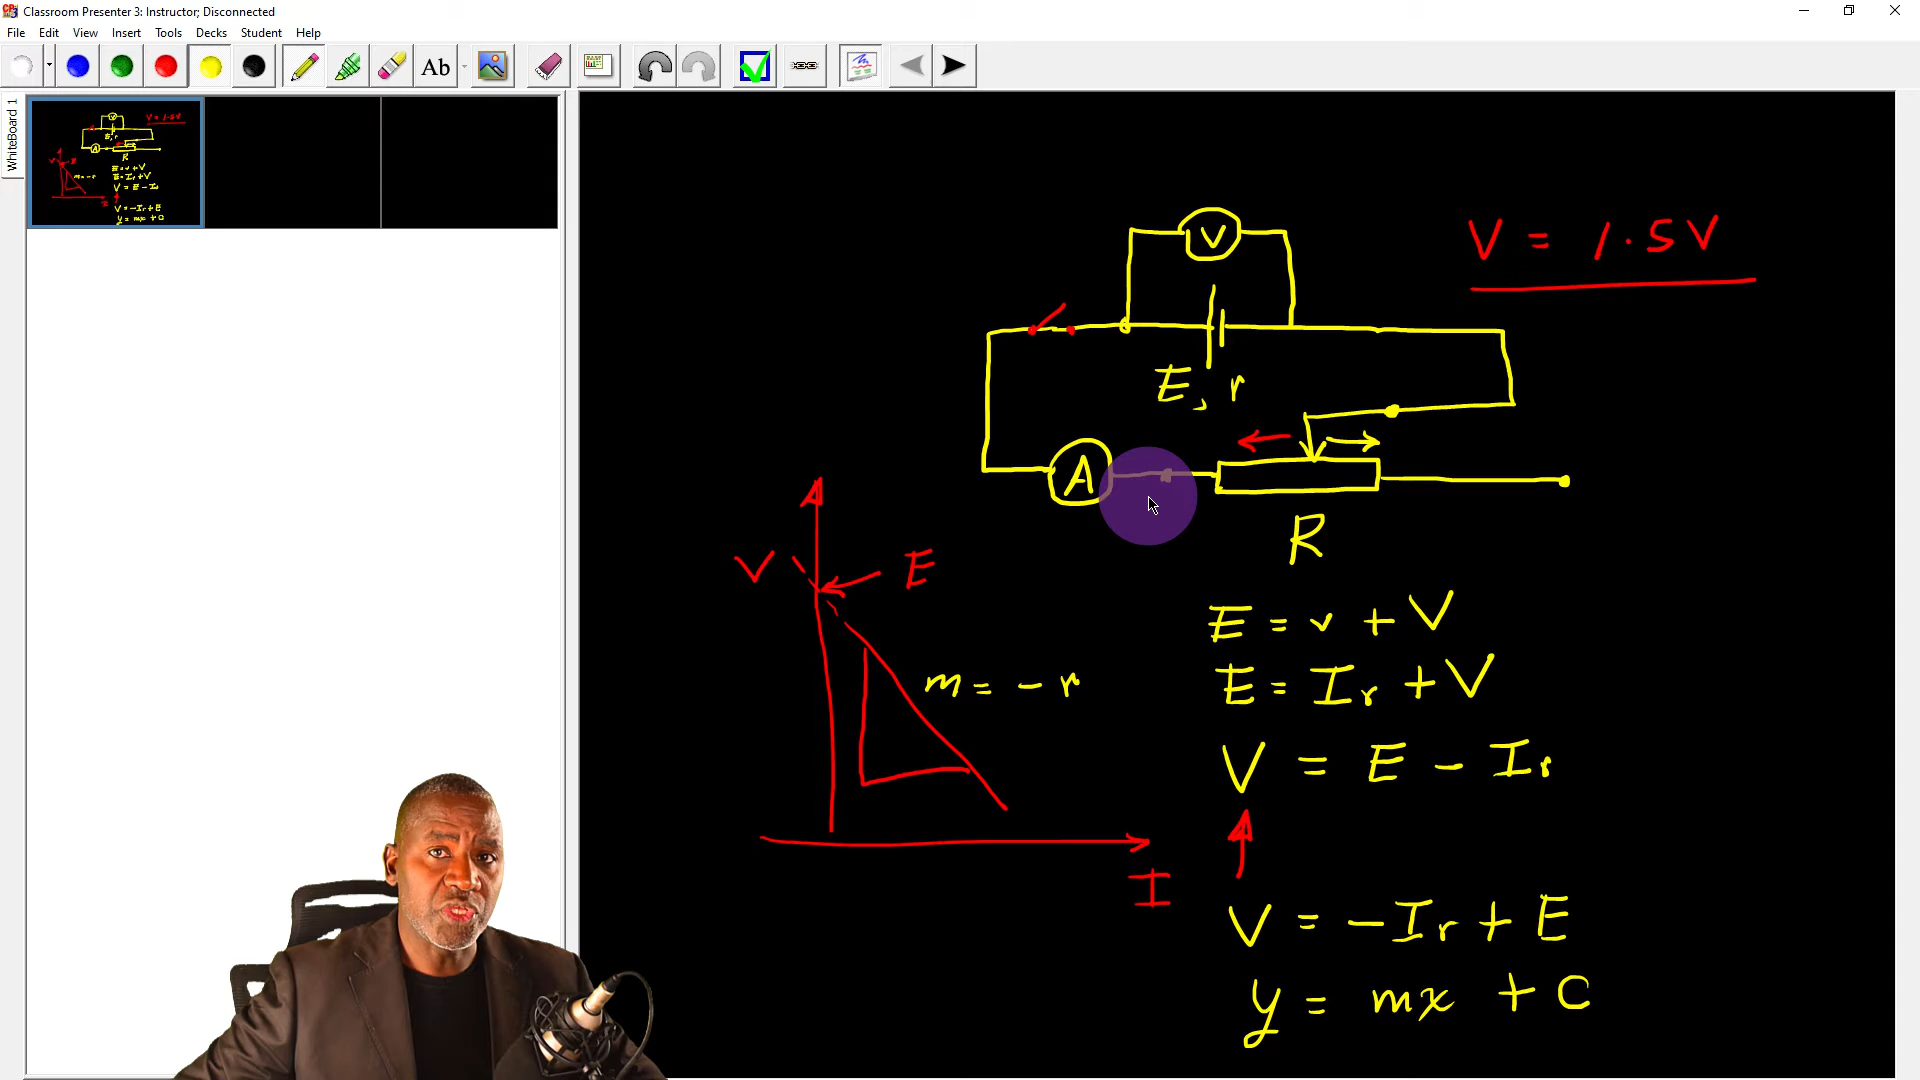 Classroom Presenter 3: Instructor; Disconnected
File Edit View Insert Tools Decks Student Help
Ab
WhiteBoard 1
V = 1.5V
V
E, r
A
R
V
E
m = - r
I
E = v + V
E = Ir + V
V = E - Ir
V = -Ir + E
y = mx + C